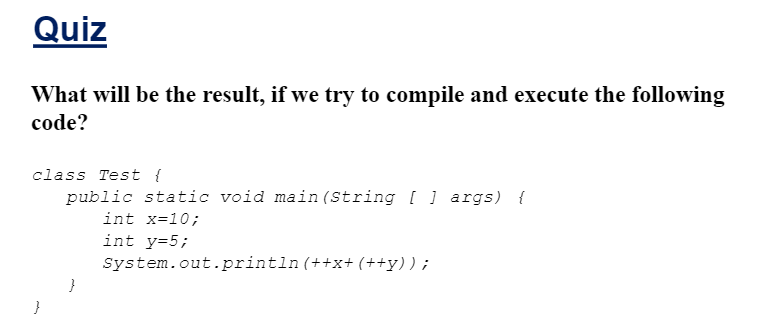 Quiz
What will be the result, if we try to compile and execute the following
code?
class Test {
public static void main(String [ ] args) {
int x=10;
int y=5;
System.out.println(++x+(++y));
}
}